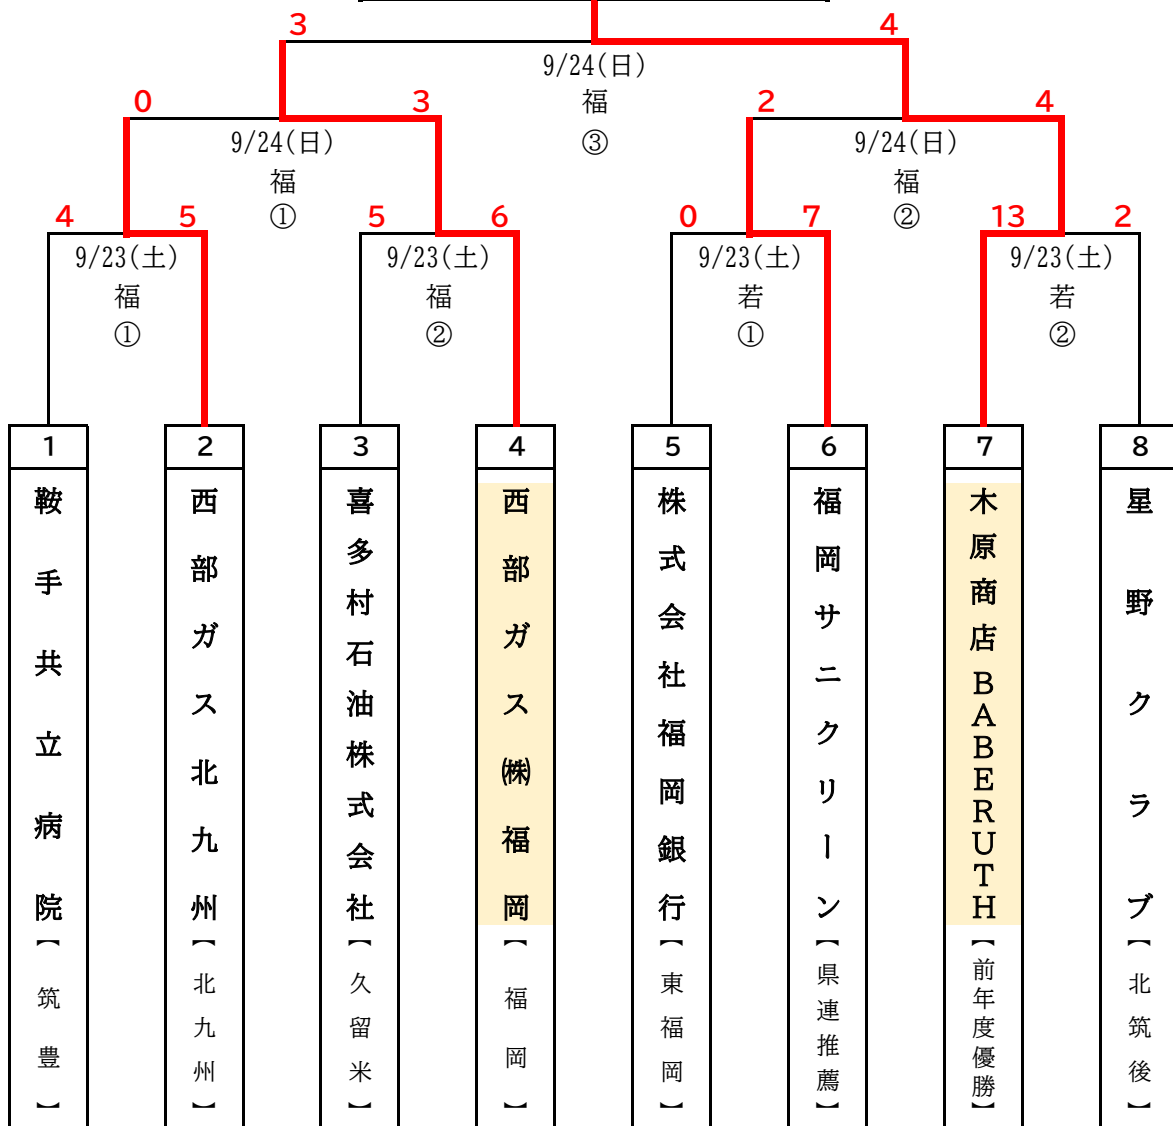 3
4
9/24(日)
福
③
0
3
2
4
9/24(日)
福
①
9/24(日)
福
②
4
5
5
6
0
7
13
2
9/23(土)
福
①
9/23(土)
福
②
9/23(土)
若
①
9/23(土)
若
②
1
2
3
4
5
6
7
8
鞍手共立病院
【筑豊】
西部ガス北九州
【北九州】
喜多村石油株式会社
【久留米】
西部ガス㈱福岡
【福岡】
株式会社福岡銀行
【東福岡】
福岡サニクリーン
【県連推薦】
木原商店BABERUTH
【前年度優勝】
星野クラブ
【北筑後】